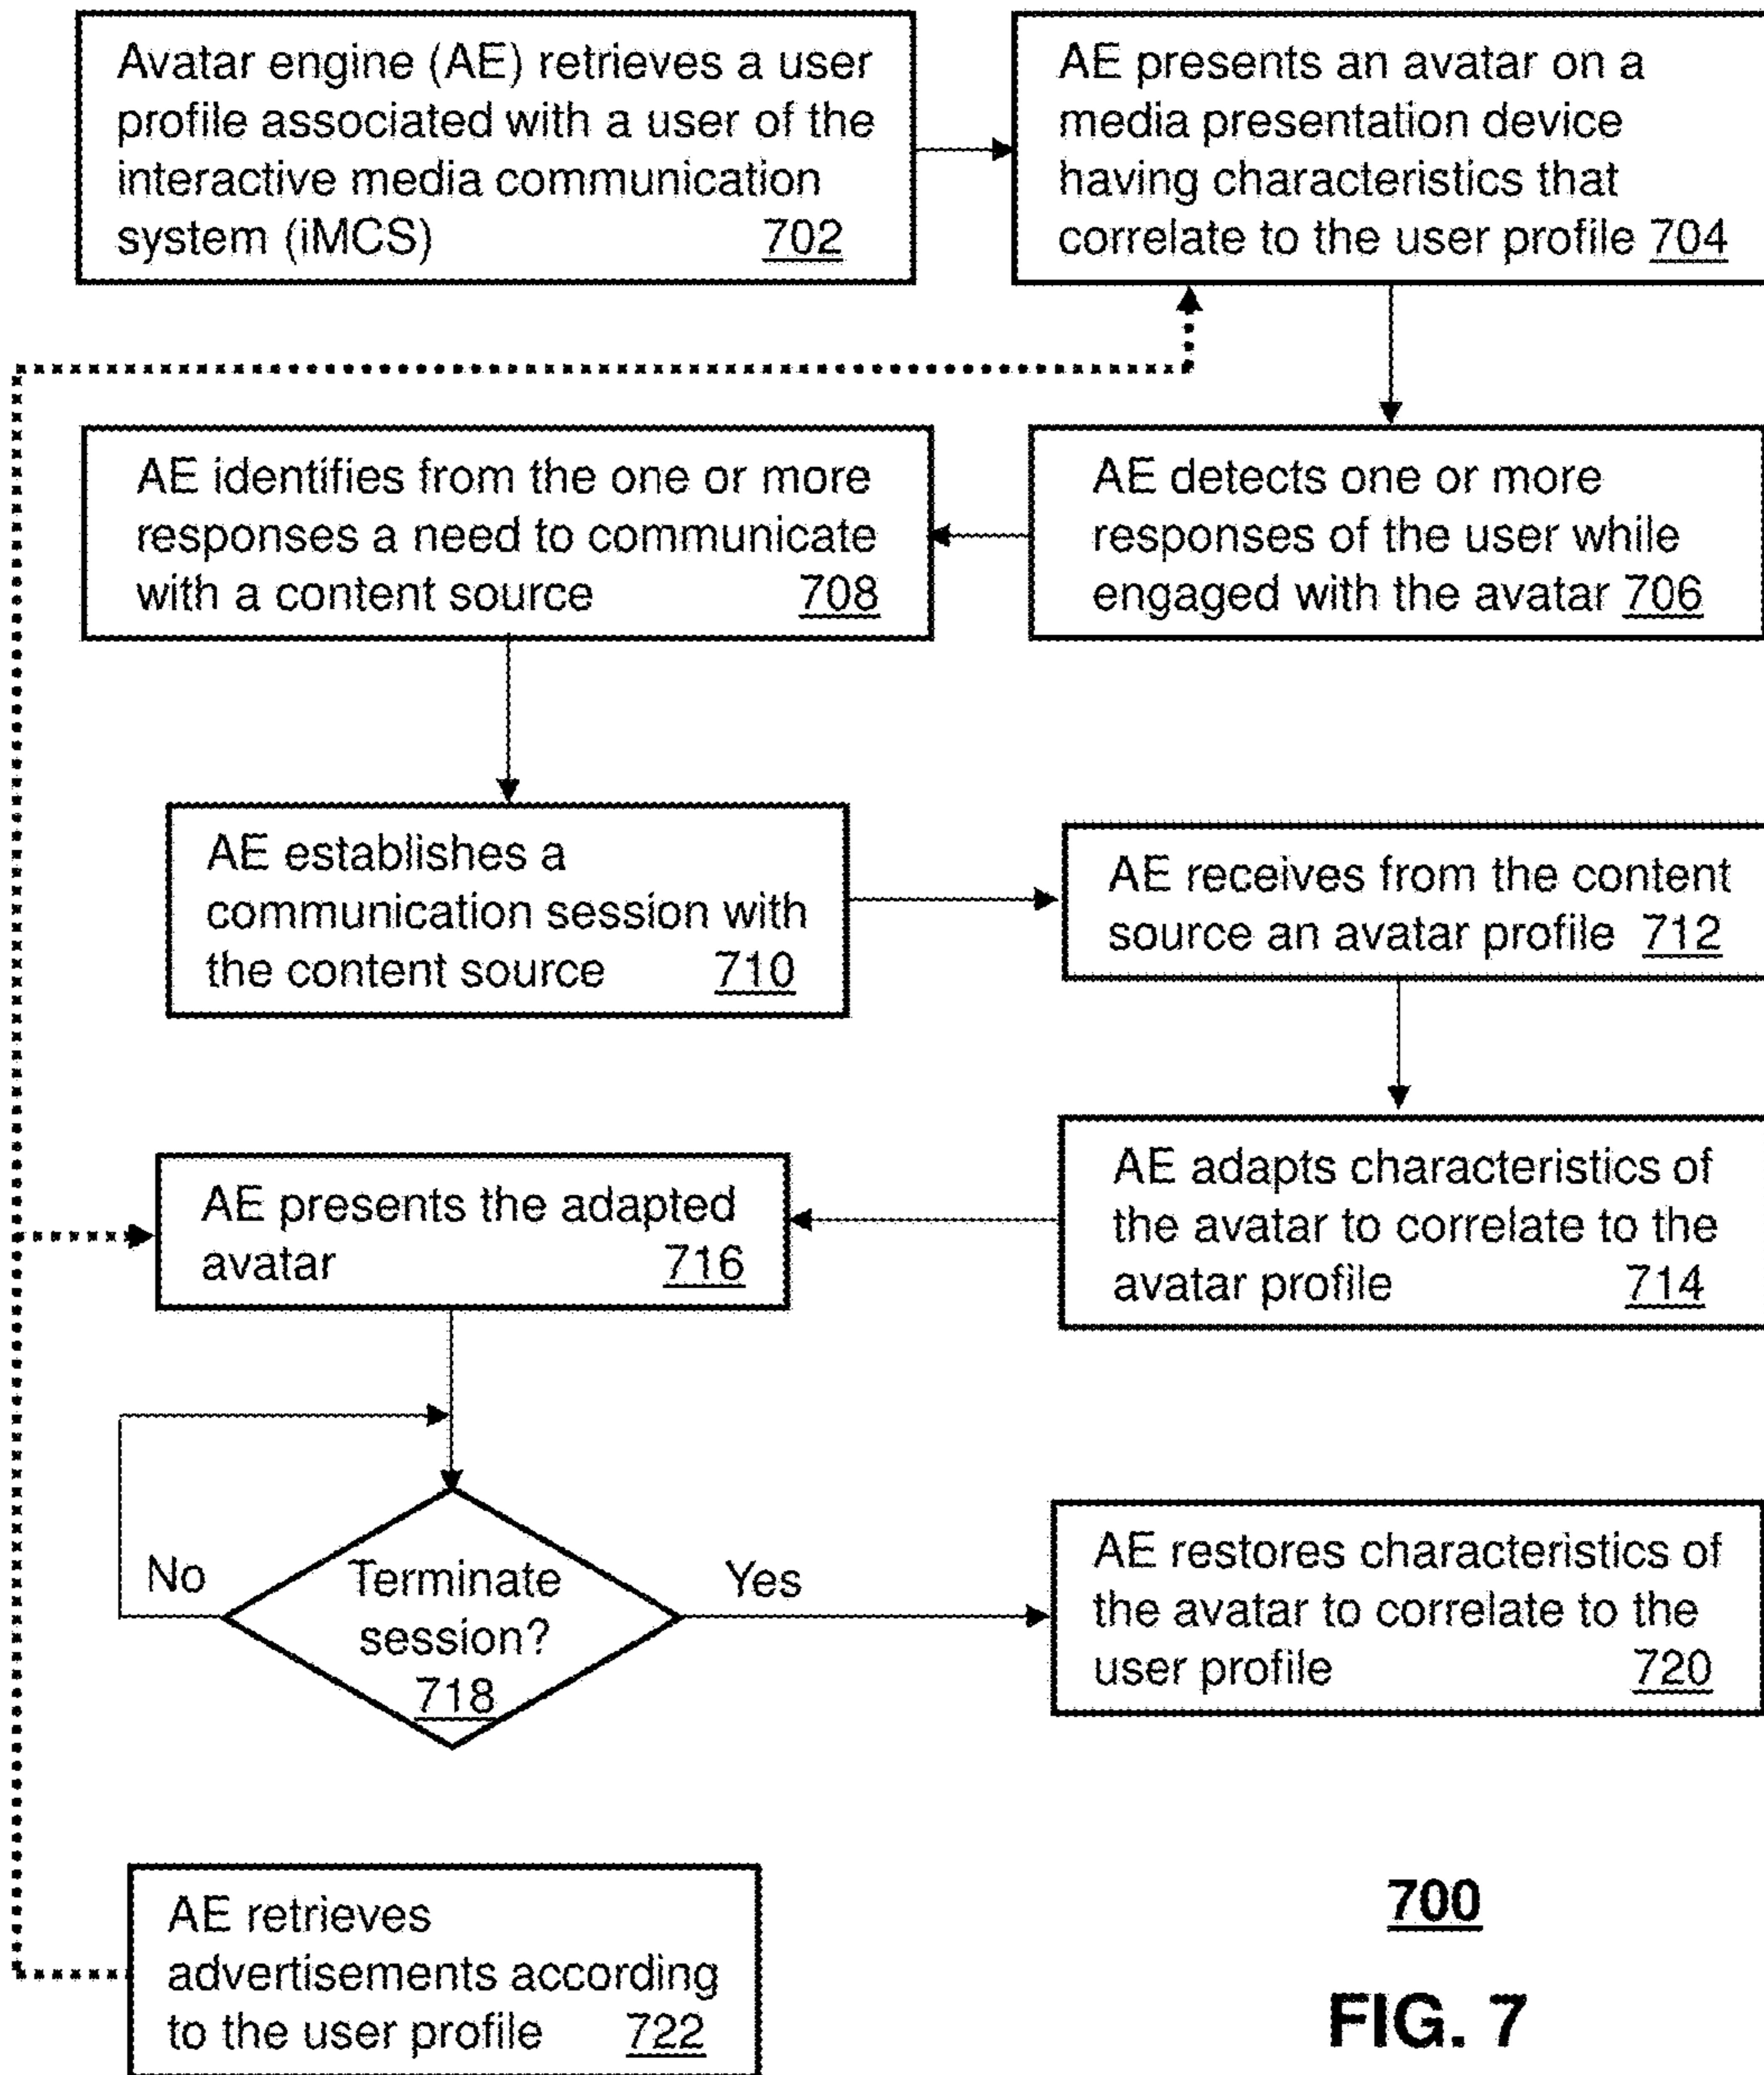 Avatar engine (AE) retrieves a user
profile associated with a user of the
interactive media communication
system (iMCS) 702
AE presents an avatar on a
media presentation device
having characteristics that
correlate to the user profile 704
AE detects one or more
responses of the user while
engaged with the avatar 706
AE identifies from the one or more
responses a need to communicate
with a content source 708
AE establishes a
communication session with
the content source 710
AE receives from the content
source an avatar profile 712
AE adapts characteristics of
the avatar to correlate to the
avatar profile 714
AE presents the adapted
avatar 716
No
Terminate
session?
718
Yes
AE restores characteristics of
the avatar to correlate to the
user profile 720
AE retrieves
advertisements according
to the user profile 722
700
FIG. 7